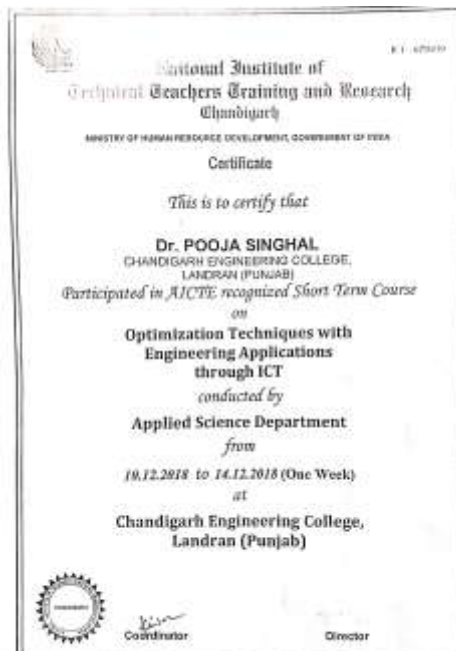 National Institute of
Technical Teachers Training and Research
Chandigarh
MINISTRY OF HUMAN RESOURCE DEVELOPMENT, GOVERNMENT OF INDIA
Certificate
This is to certify that
Dr. POOJA SINGHAL
CHANDIGARH ENGINEERING COLLEGE,
LANDRAN (PUNJAB)
Participated in AICTE recognized Short Term Course
on
Optimization Techniques with
Engineering Applications
through ICT
conducted by
Applied Science Department
from
10.12.2018 to 14.12.2018 (One Week)
at
Chandigarh Engineering College,
Landran (Punjab)
Coordinator
Director